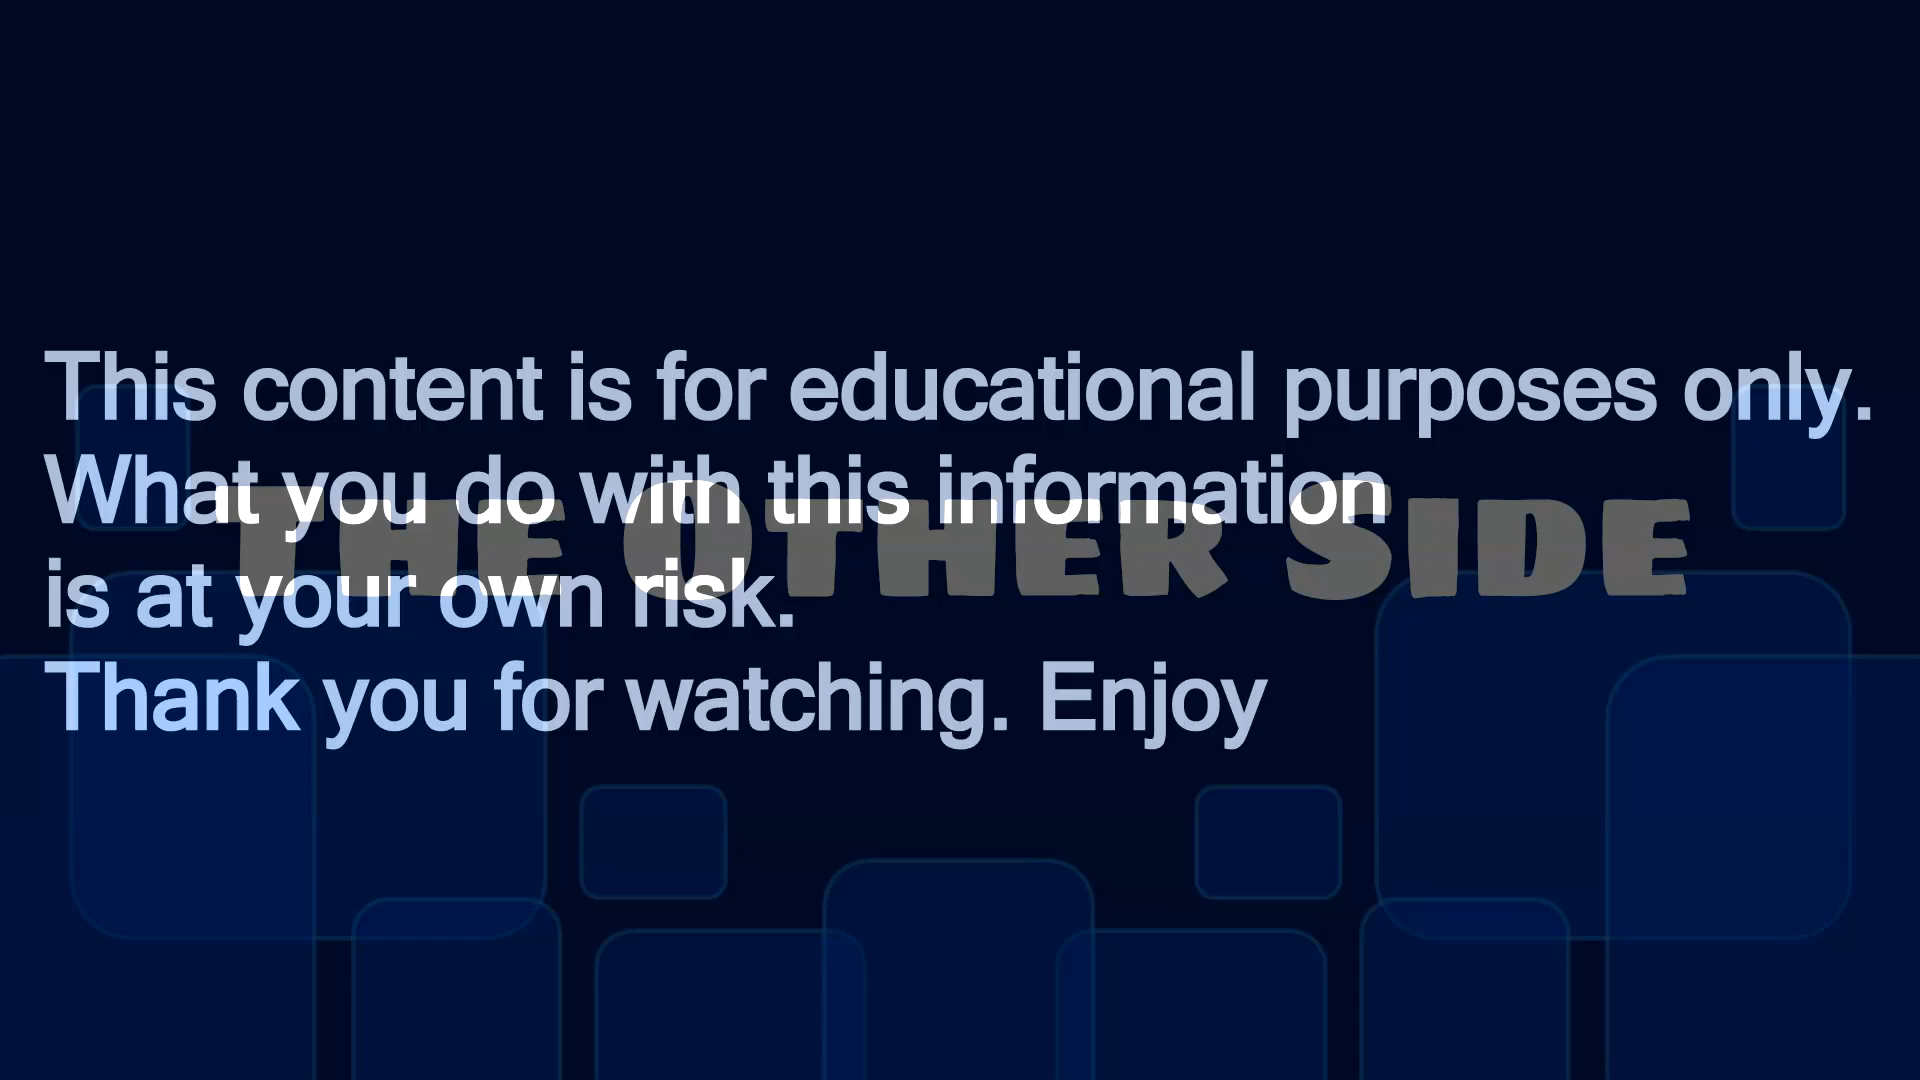 This content is for educational purposes only.
What you do with this information
The Other Side
is at your own risk.
Thank you for watching. Enjoy